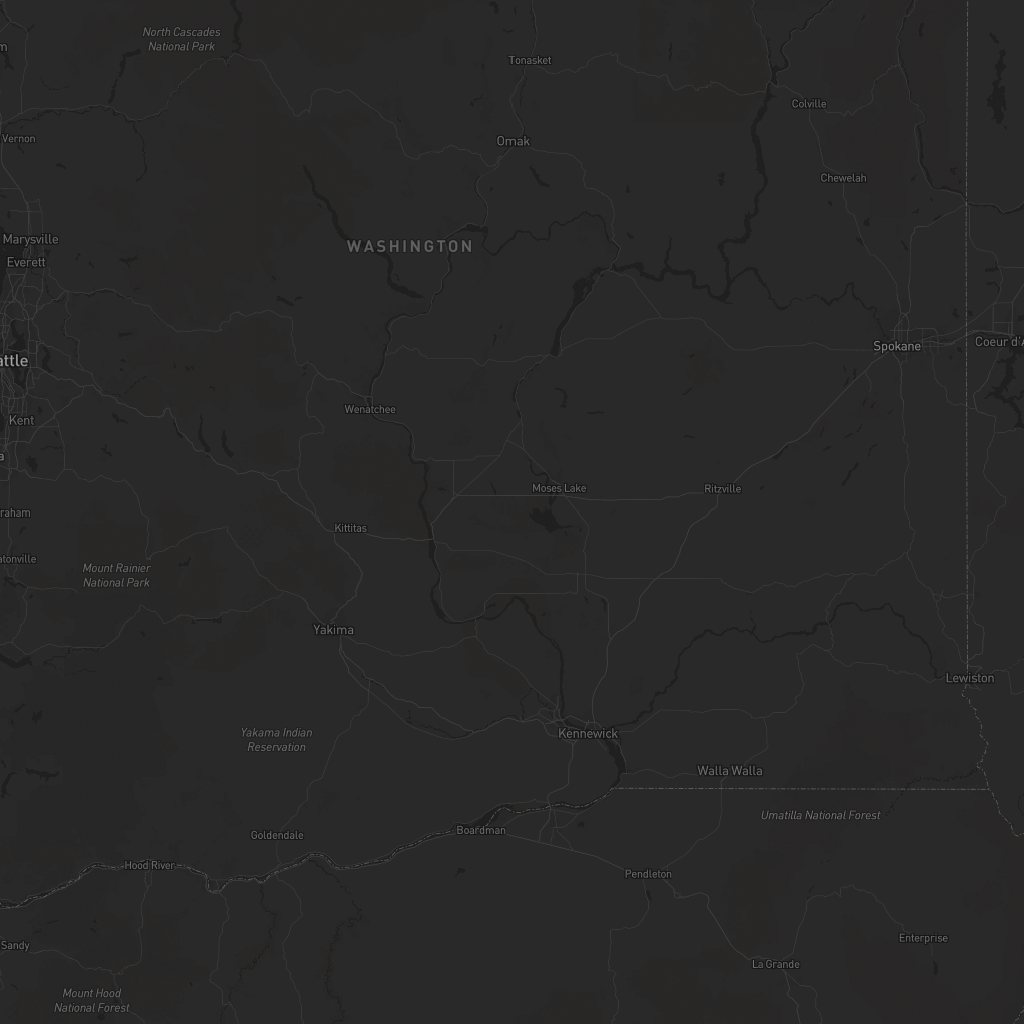 North Cascades
National Park
m
Tonasket
Colville
Vernon
Omak
Chewelah
Marysville
WASHINGTON
Everett
attle
Spokane
Coeur d'A
Wenatchee
Kent
a
Moses Lake
Ritzville
raham
Kittitas
atonville
Mount Rainier
National Park
Yakima
Lewiston
Yakama Indian
Reservation
Kennewick
Walla Walla
Umatilla National Forest
Boardman
Goldendale
Hood River
Pendleton
Enterprise
Sandy
La Grande
Mount Hood
National Forest